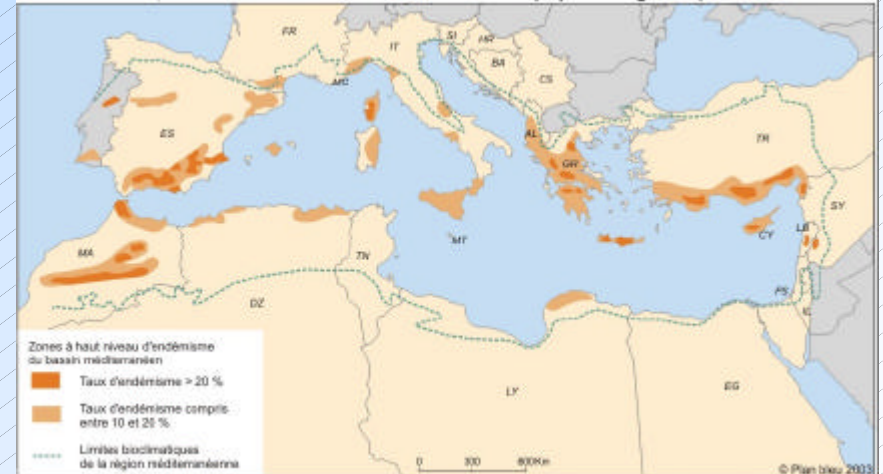 FR
SI
HR
IT
BA
MC
CS
AL
ES
GR
TR
SY
CY
LB
MT
MA
TN
PS
IL
DZ
LY
EG
Zones à haut niveau d'endémisme
du bassin méditerranéen
Taux d'endémisme > 20 %
Taux d'endémisme compris
entre 10 et 20 %
Limites bioclimatiques
de la région méditerranéenne
0 300 600Km
© Plan bleu 2003